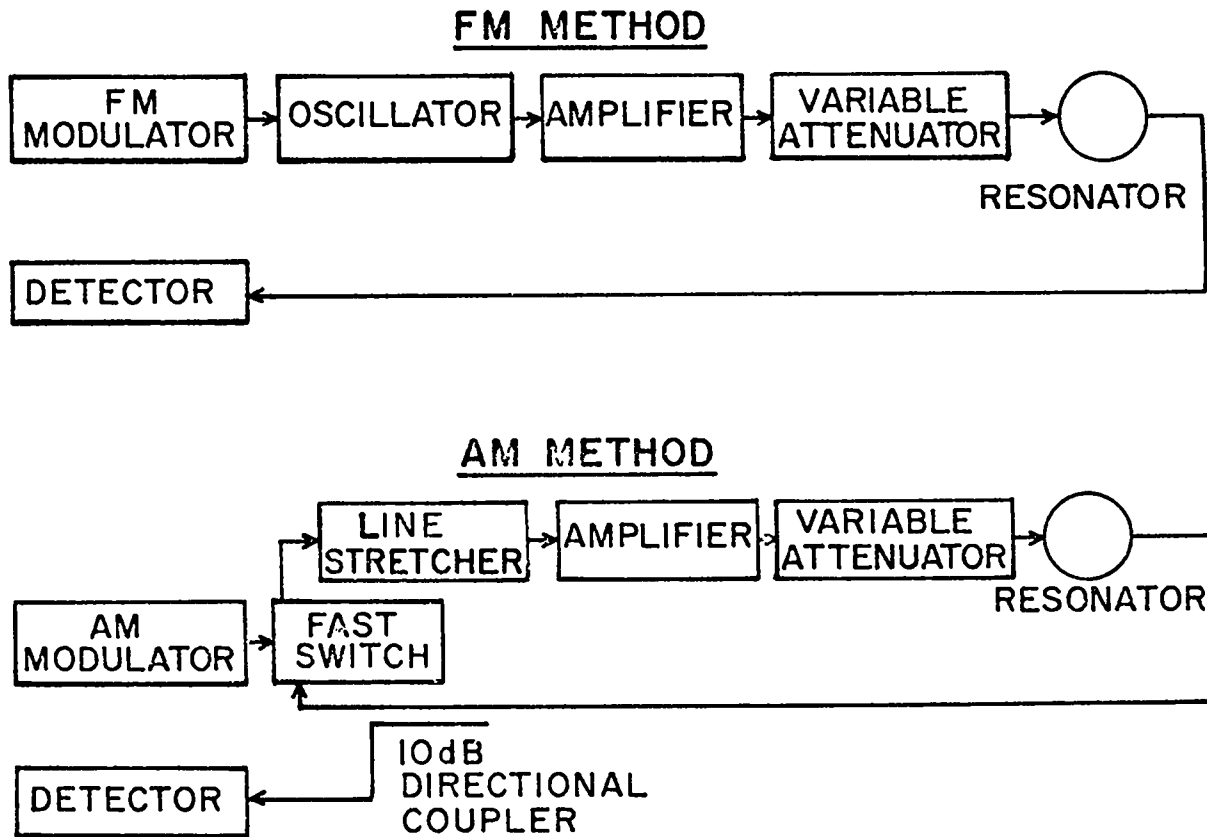 FM METHOD
FM
MODULATOR
OSCILLATOR
AMPLIFIER
VARIABLE
ATTENUATOR
RESONATOR
DETECTOR
AM METHOD
LINE
STRETCHER
AMPLIFIER
VARIABLE
ATTENUATOR
RESONATOR
AM
MODULATOR
FAST
SWITCH
10dB
DIRECTIONAL
COUPLER
DETECTOR